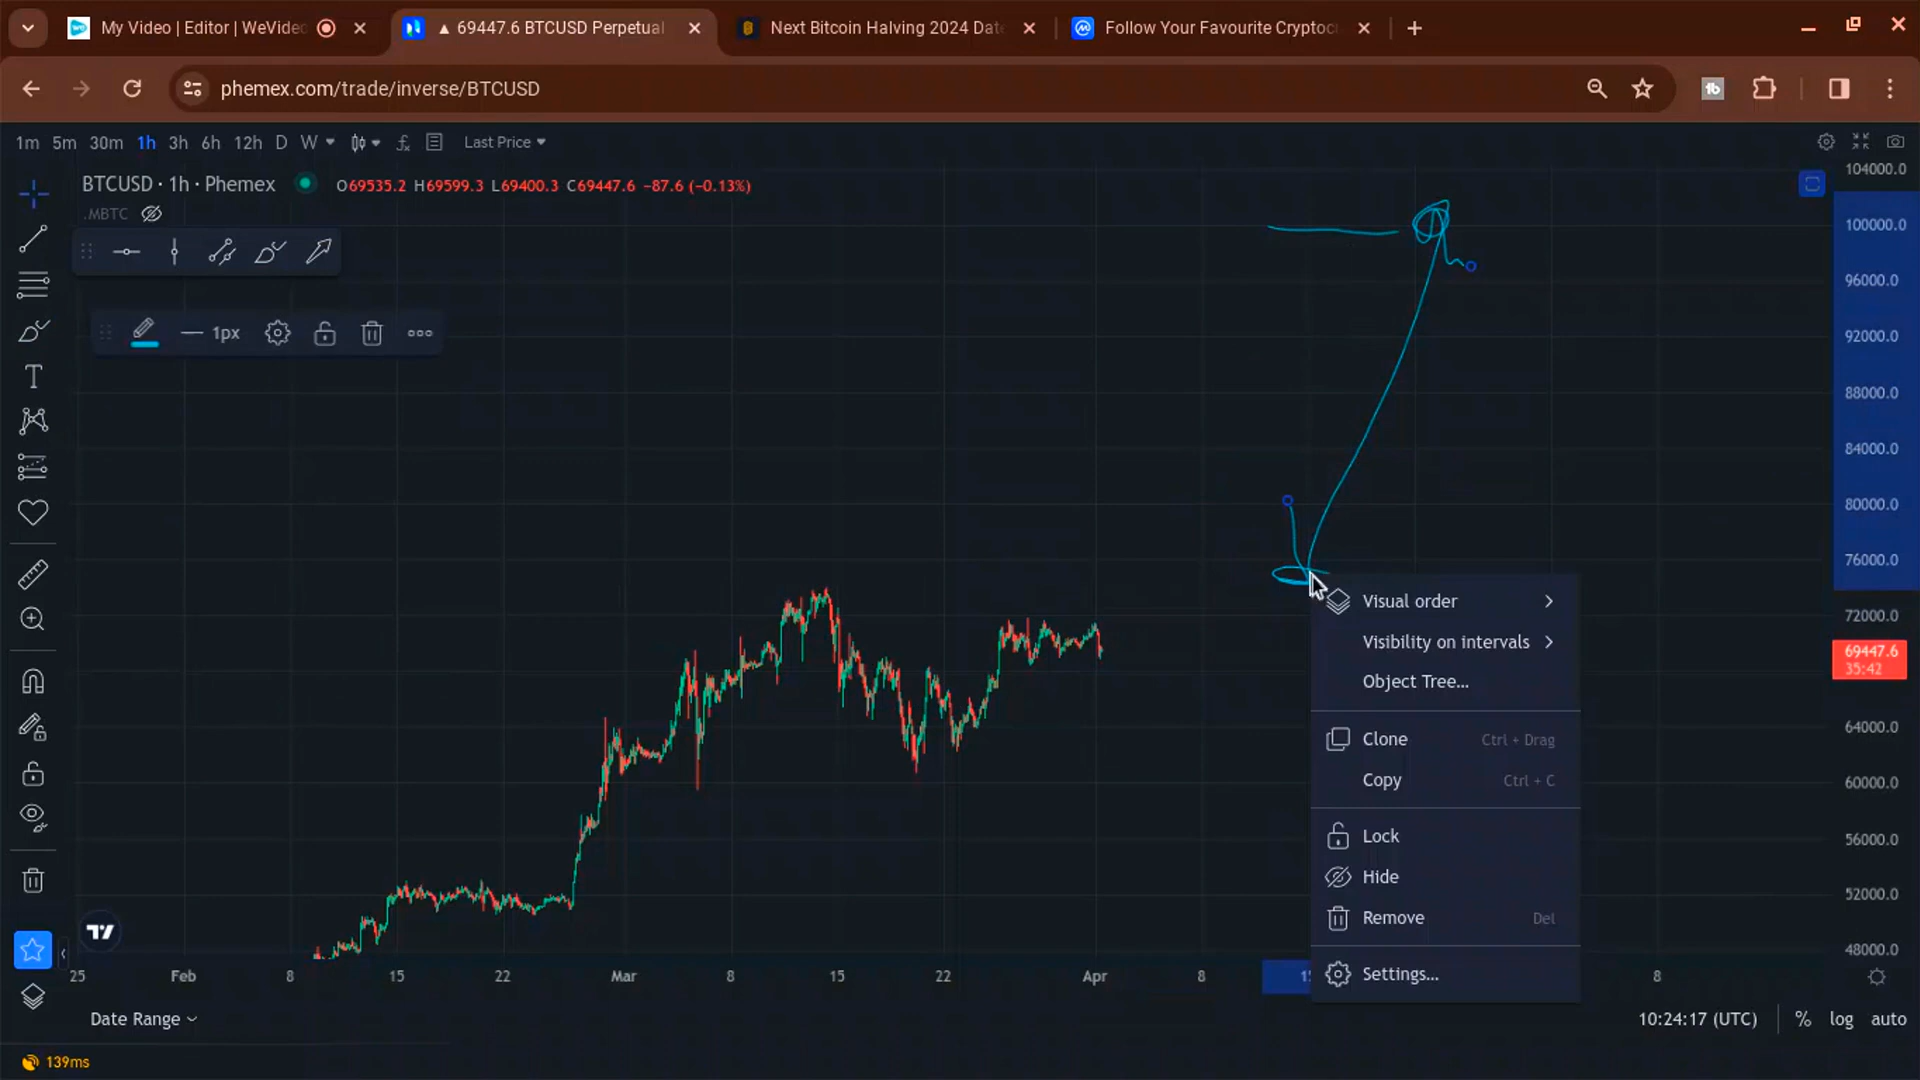 My Video | Editor | WeVide
▲ 69447.6 BTCUSD Perpetual
Next Bitcoin Halving 2024 Dat
Follow Your Favourite Cryptoc
phemex.com/trade/inverse/BTCUSD
1m 5m 30m 1h 3h 6h 12h D W Last Price
BTCUSD · 1h · Phemex O69535.2 H69599.3 L69400.3 C69447.6 −87.6 (−0.13%)
.MBTC
1px
104000.0
100000.0
96000.0
92000.0
88000.0
84000.0
80000.0
76000.0
72000.0
69447.6
35:42
64000.0
60000.0
56000.0
52000.0
48000.0
Visual order
Visibility on intervals
Object Tree...
Clone Ctrl + Drag
Copy Ctrl + C
Lock
Hide
Remove Del
Settings...
25 Feb 8 15 22 Mar 8 15 22 Apr 8 8
Date Range
10:24:17 (UTC) % log auto
139ms